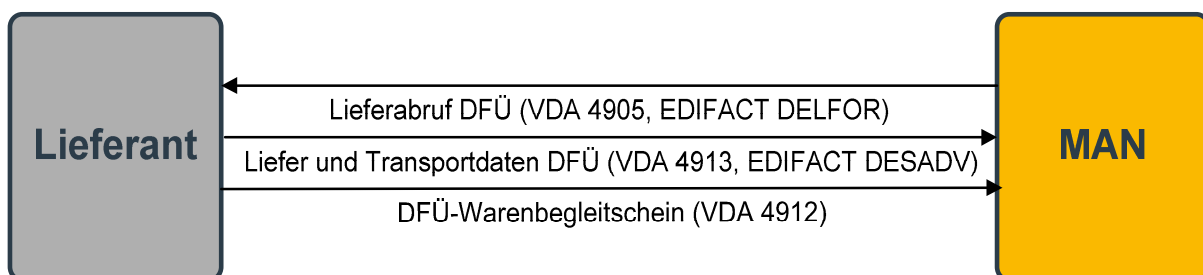 Lieferant
Lieferabruf DFÜ (VDA 4905, EDIFACT DELFOR)
Liefer und Transportdaten DFÜ (VDA 4913, EDIFACT DESADV)
DFÜ-Warenbegleitschein (VDA 4912)
MAN